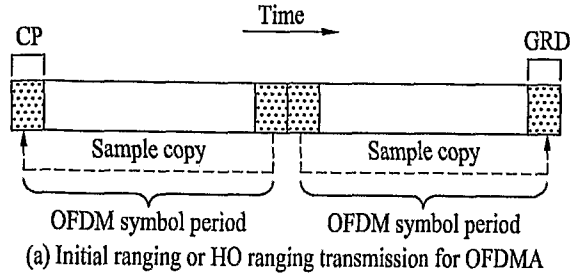 Time
CP
GRD
Sample copy
Sample copy
OFDM symbol period
OFDM symbol period
(a) Initial ranging or HO ranging transmission for OFDMA